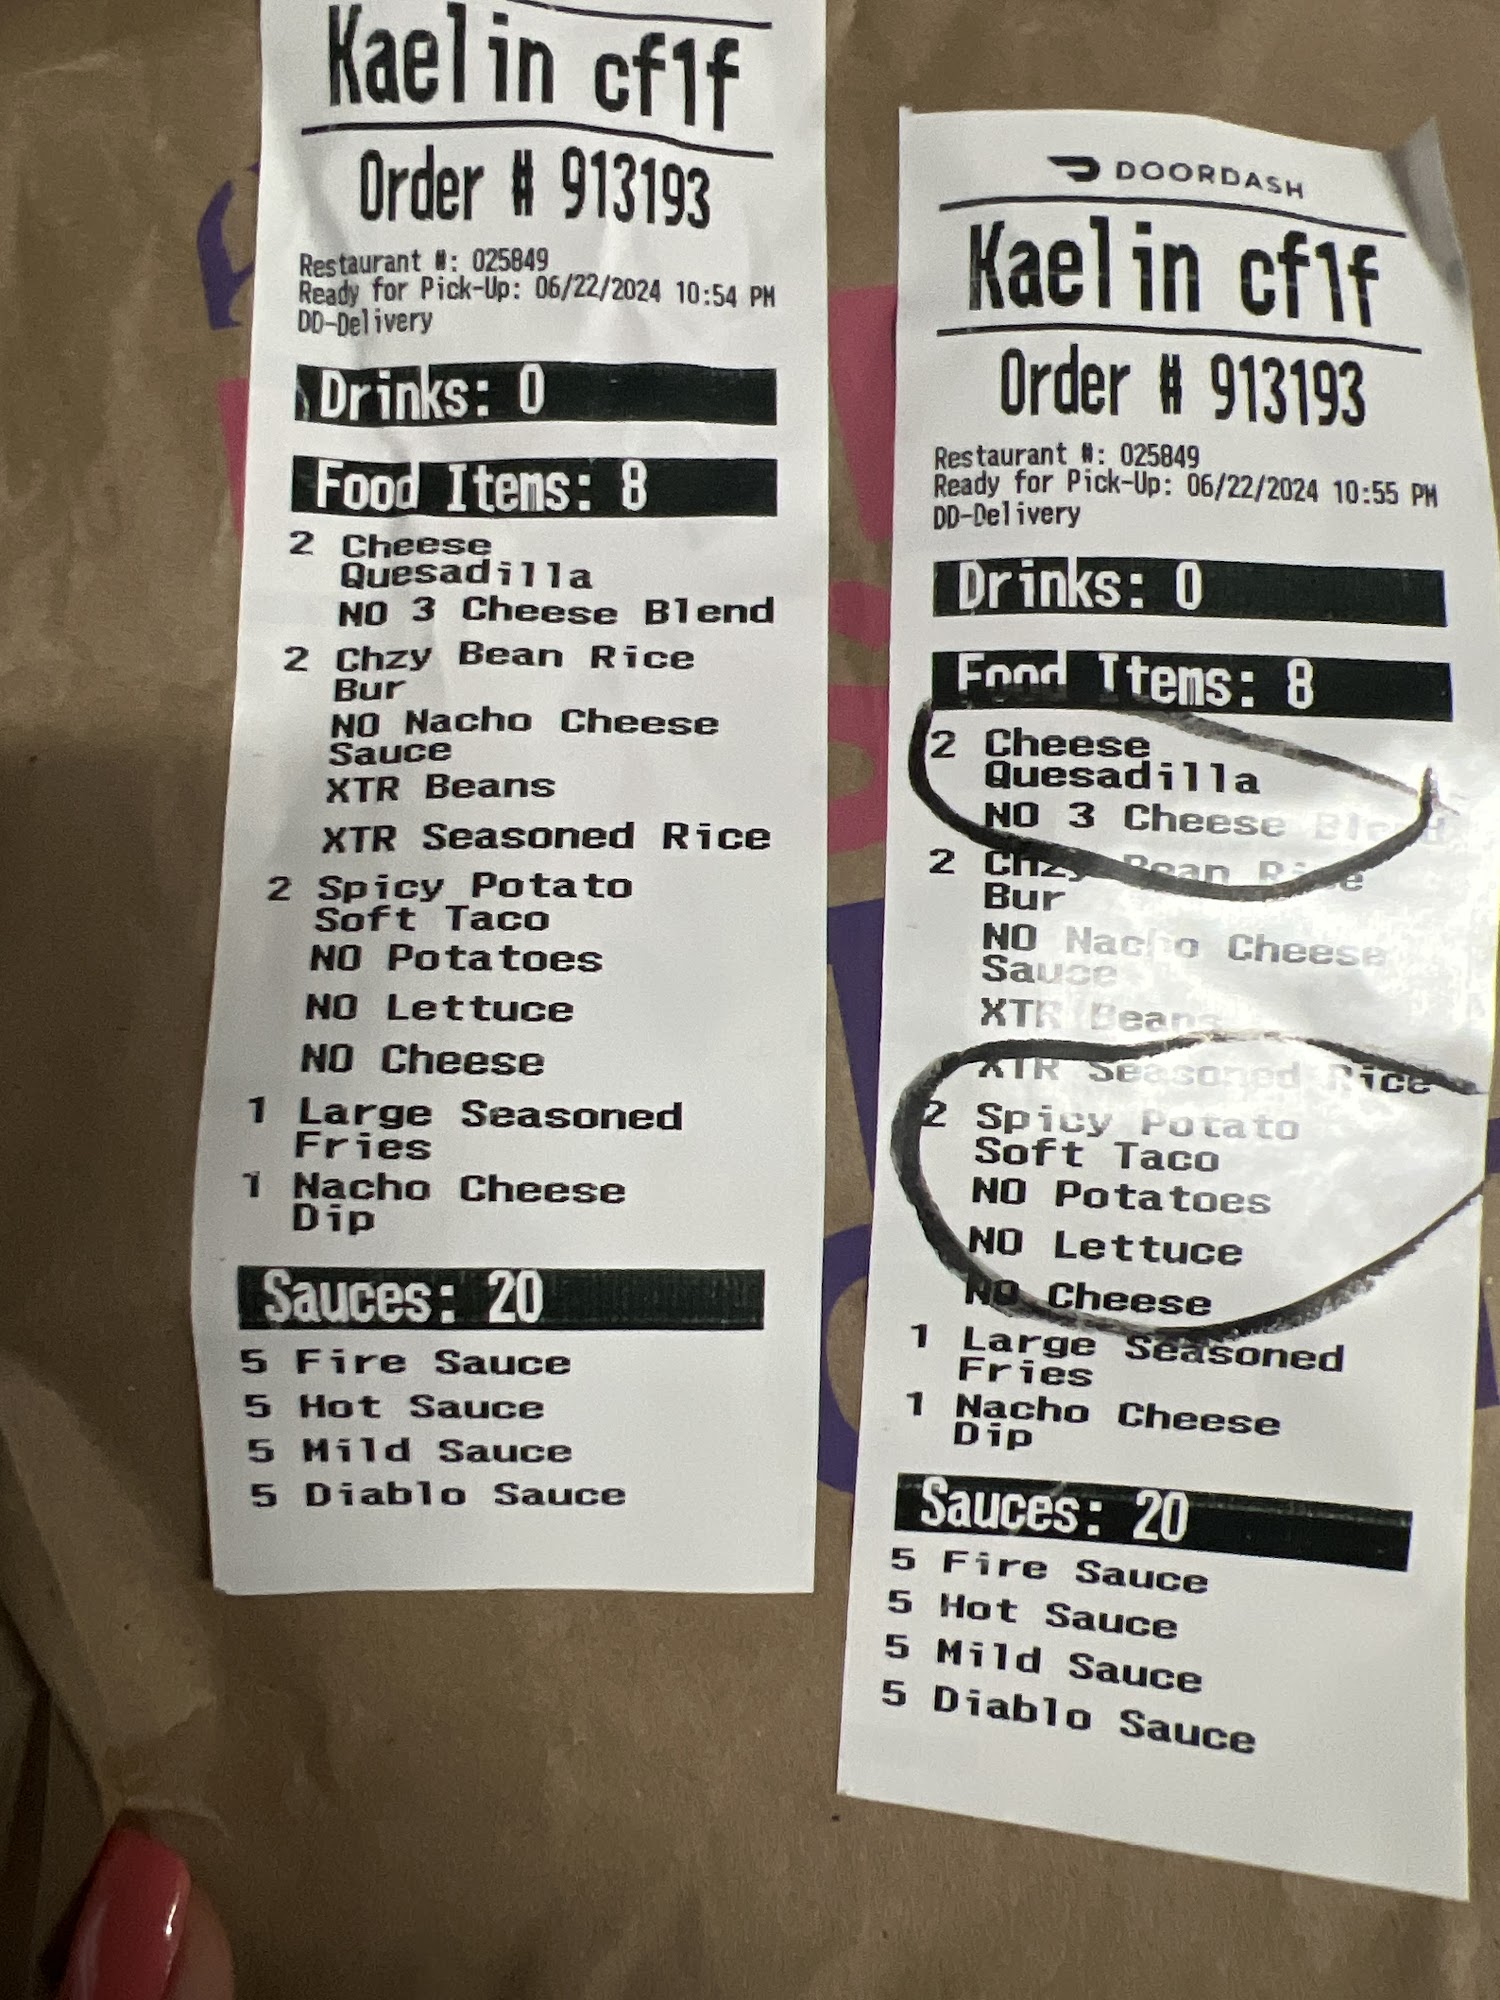 Kaelin cf1f
Order # 913193
Restaurant #: 025849
Ready for Pick-Up: 06/22/2024 10:54 PM
DD-Delivery
Drinks: 0
Food Items: 8
2 Cheese
Quesadilla
NO 3 Cheese Blend
2 Chzy Bean Rice
Bur
NO Nacho Cheese
Sauce
XTR Beans
XTR Seasoned Rice
2 Spicy Potato
Soft Taco
NO Potatoes
NO Lettuce
NO Cheese
1 Large Seasoned
Fries
1 Nacho Cheese
Dip
Sauces: 20
5 Fire Sauce
5 Hot Sauce
5 Mild Sauce
5 Diablo Sauce
DOORDASH
Kaelin cf1f
Order # 913193
Restaurant #: 025849
Ready for Pick-Up: 06/22/2024 10:55 PM
DD-Delivery
Drinks: 0
Food Items: 8
2 Cheese
Quesadilla
NO 3 Cheese Blend
2 Chzy Bean Rice
Bur
NO Nacho Cheese
Sauce
XTR Beans
XTR Seasoned Rice
2 Spicy Potato
Soft Taco
NO Potatoes
NO Lettuce
NO Cheese
1 Large Seasoned
Fries
1 Nacho Cheese
Dip
Sauces: 20
5 Fire Sauce
5 Hot Sauce
5 Mild Sauce
5 Diablo Sauce